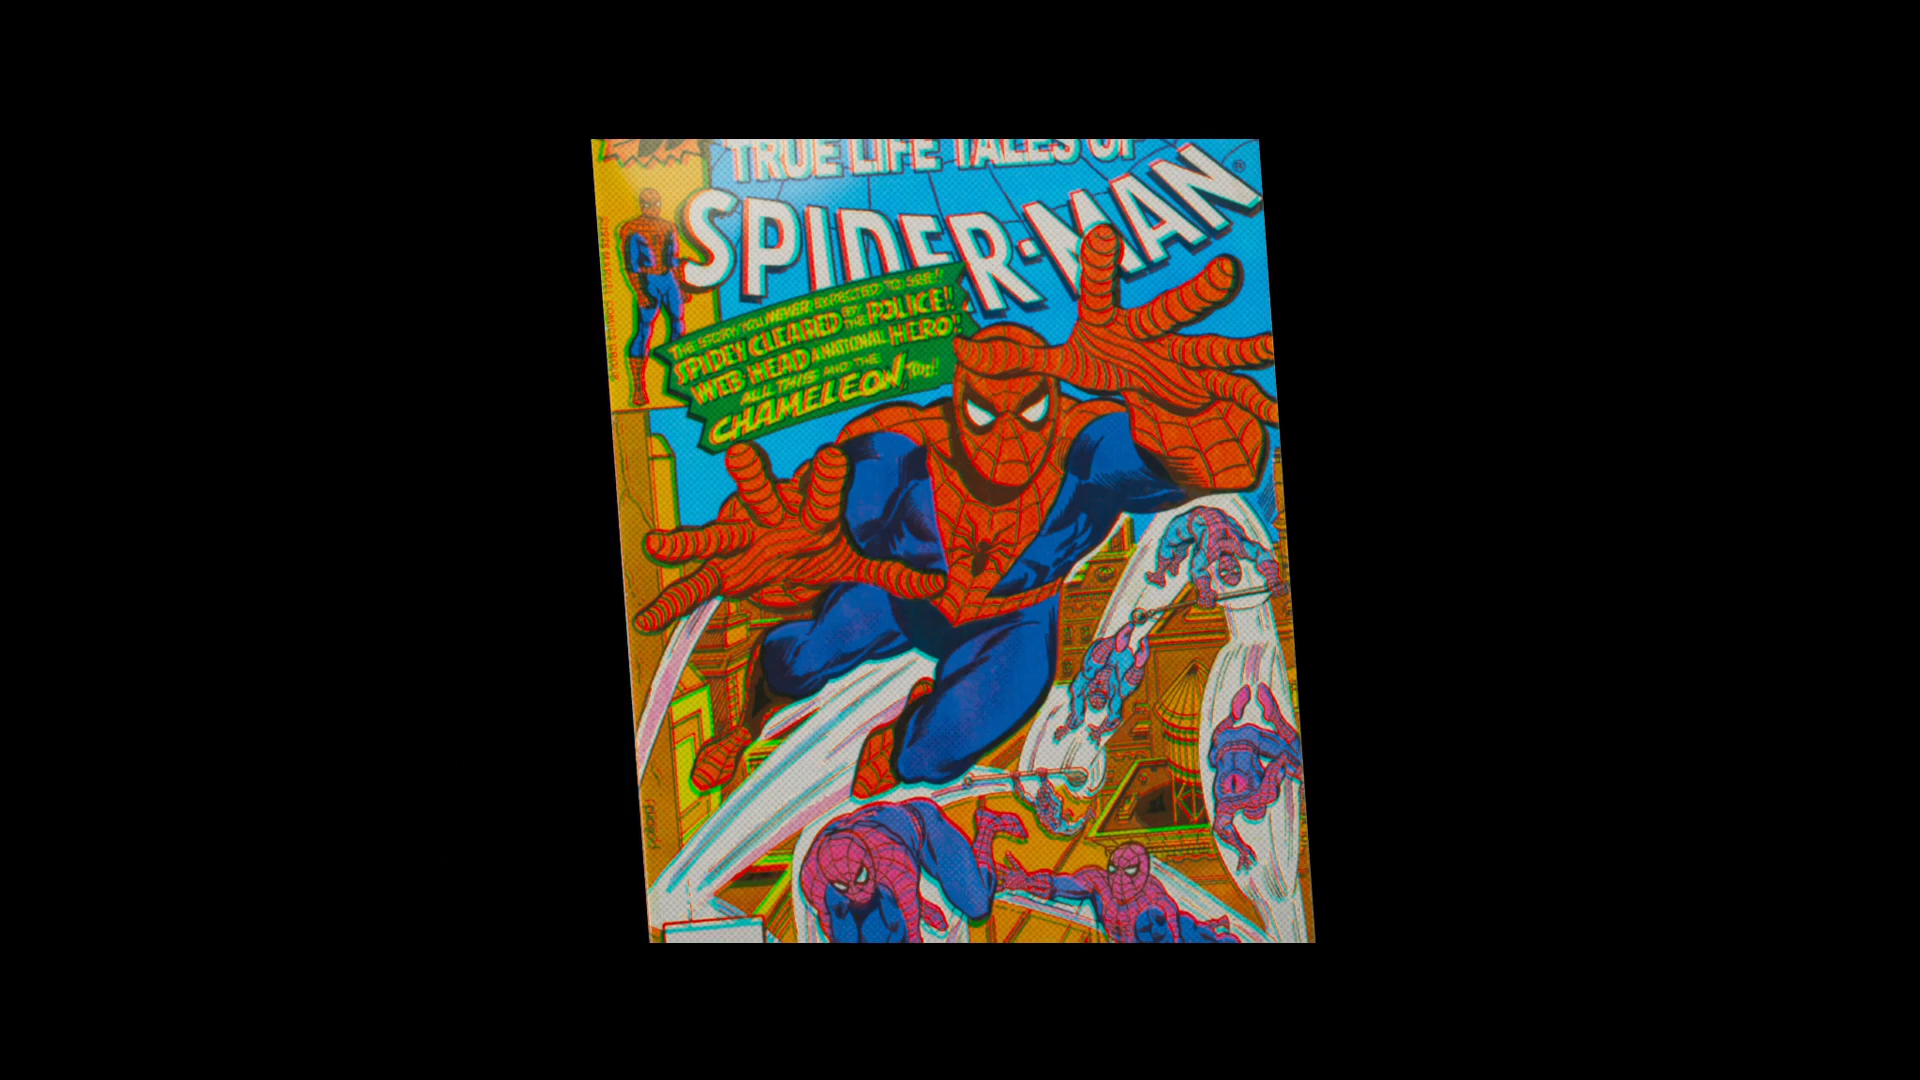 TRUE LIFE TALES OF
SPIDER-MAN
THE STORY YOU NEVER EXPECTED TO SEE!!
SPIDEY CLEARED BY THE POLICE!!
WEB-HEAD A NATIONAL HERO!!
ALL THIS AND THE
CHAMELEON, TOO!!